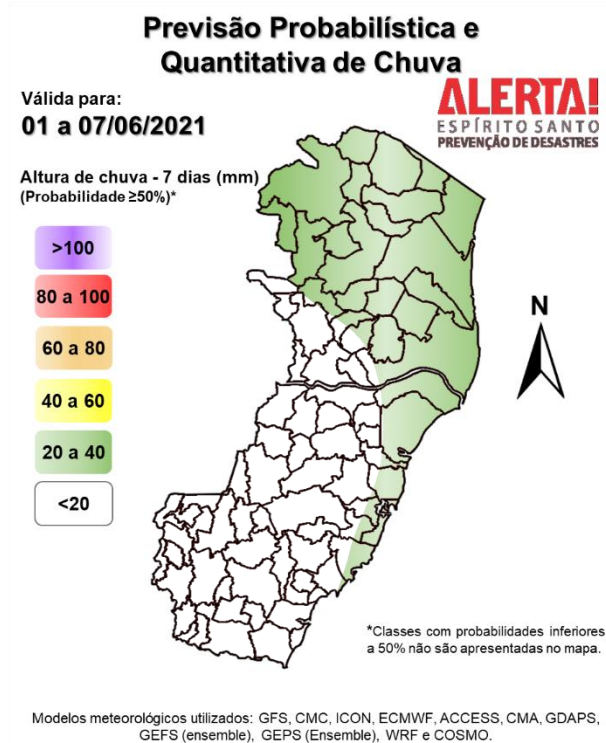 Previsão Probabilística e
Quantitativa de Chuva
Válida para:
01 a 07/06/2021
ALERTA!
ESPÍRITO SANTO
PREVENÇÃO DE DESASTRES
Altura de chuva - 7 dias (mm)
(Probabilidade ≥50%)*
>100
80 a 100
60 a 80
40 a 60
20 a 40
<20
N
*Classes com probabilidades inferiores
a 50% não são apresentadas no mapa.
Modelos meteorológicos utilizados: GFS, CMC, ICON, ECMWF, ACCESS, CMA, GDAPS,
GEFS (ensemble), GEPS (Ensemble), WRF e COSMO.